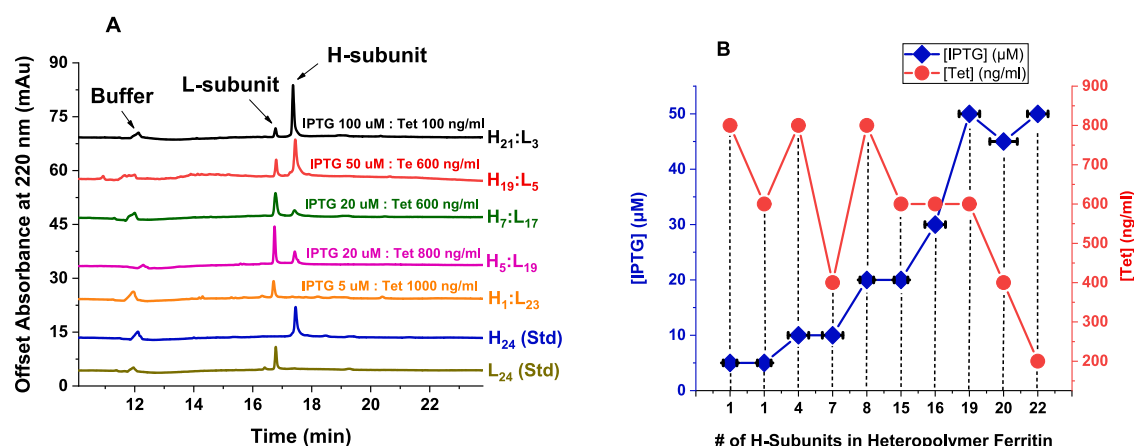 A
Offset Absorbance at 220 nm (mAu)
90
75
60
45
30
15
0
Buffer
L-subunit
H-subunit
IPTG 100 uM : Tet 100 ng/ml
H21:L3
IPTG 50 uM : Te 600 ng/ml
H19:L5
IPTG 20 uM : Tet 600 ng/ml
H7:L17
IPTG 20 uM : Tet 800 ng/ml
H5:L19
IPTG 5 uM : Tet 1000 ng/ml
H1:L23
H24 (Std)
L24 (Std)
12 14 16 18 20 22
Time (min)
B
[IPTG] (µM)
[Tet] (ng/ml)
[IPTG] (µM)
50
40
30
20
10
0
900
800
700
600
500
400
300
200
[Tet] (ng/ml)
1 1 4 7 8 15 16 19 20 22
# of H-Subunits in Heteropolymer Ferritin